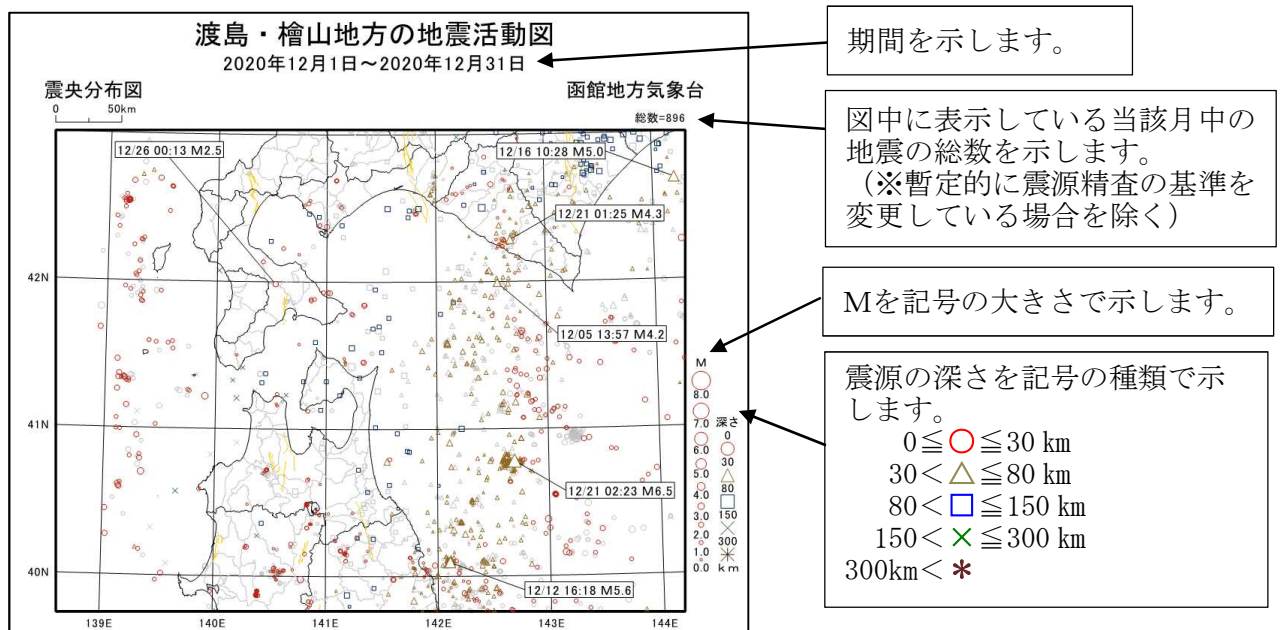 渡島・檜山地方の地震活動図
2020年12月1日～2020年12月31日
震央分布図
函館地方気象台
0 50km
総数=896
12/26 00:13 M2.5
12/16 10:28 M5.0
12/21 01:25 M4.3
12/05 13:57 M4.2
12/21 02:23 M6.5
12/12 16:18 M5.6
42N
41N
40N
139E 140E 141E 142E 143E 144E
M
8.0
7.0
6.0
5.0
4.0
3.0
2.0
1.0
0.0
深さ
0
30
80
150
300
km
期間を示します。
図中に表示している当該月中の
地震の総数を示します。
（※暫定的に震源精査の基準を
変更している場合を除く）
Mを記号の大きさで示します。
震源の深さを記号の種類で示
します。
0≦○≦30 km
30<△≦80 km
80<□≦150 km
150<×≦300 km
300km<＊